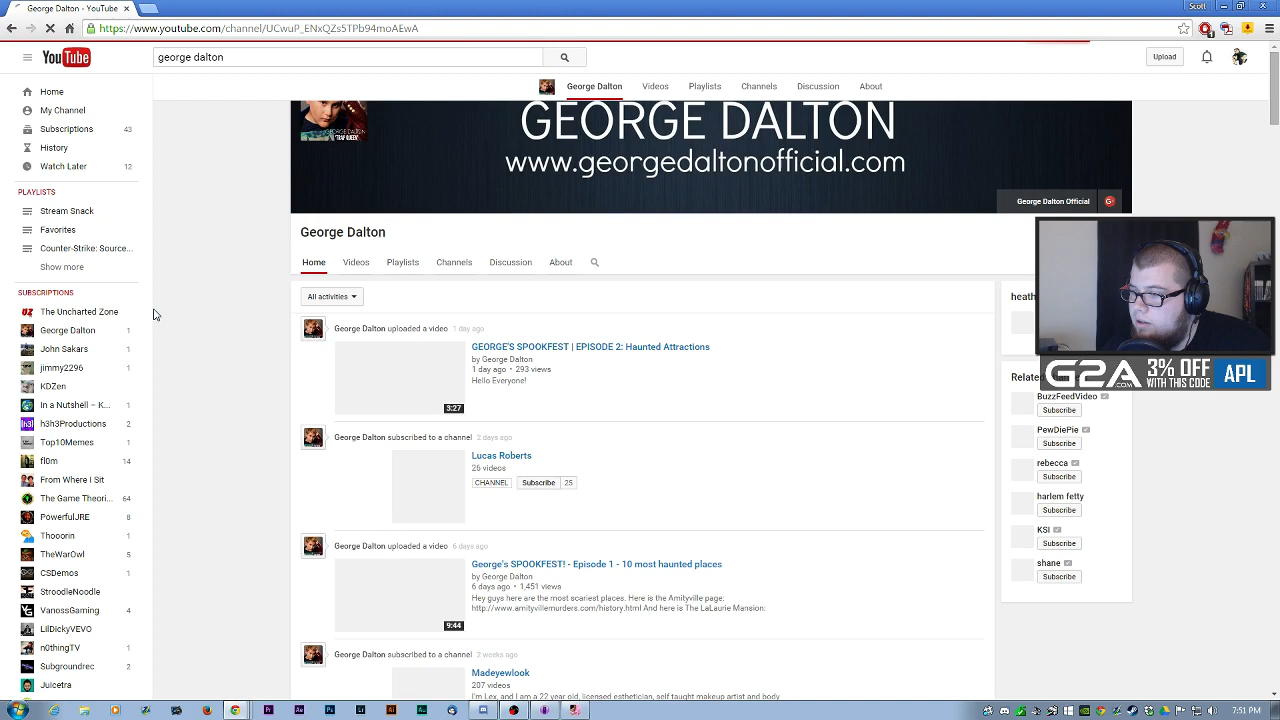 George Dalton - YouTube
Scott
https://www.youtube.com/channel/UCwuP_ENxQZs5TPb94moAEwA
YouTube
george dalton
Upload
George Dalton Videos Playlists Channels Discussion About
Home
My Channel
Subscriptions 43
History
Watch Later 12
PLAYLISTS
Stream Snack
Favorites
Counter-Strike: Source...
Show more
SUBSCRIPTIONS
The Uncharted Zone
George Dalton 1
John Sakars 1
jimmy2296 1
KDZen
In a Nutshell – K... 1
h3h3Productions 2
Top10Memes 1
fl0m 14
From Where I Sit
The Game Theori... 64
PowerfulJRE 8
Thooorin 1
TheWarOwl 5
CSDemos 1
StroodleNoodle
VanossGaming 4
LilDickyVEVO
n0thingTV 1
Subgroundrec 2
Juicetra
GEORGE DALTON
www.georgedaltonofficial.com
George Dalton Official
George Dalton
Home Videos Playlists Channels Discussion About
All activities
George Dalton uploaded a video 1 day ago
GEORGE'S SPOOKFEST | EPISODE 2: Haunted Attractions
by George Dalton
1 day ago • 293 views
Hello Everyone!
3:27
George Dalton subscribed to a channel 2 days ago
Lucas Roberts
26 videos
CHANNEL Subscribe 25
George Dalton uploaded a video 6 days ago
George's SPOOKFEST! - Episode 1 - 10 most haunted places
by George Dalton
6 days ago • 1,451 views
Hey guys here are the most scariest places. Here is the Amityville page:
http://www.amityvillemurders.com/history.html And here is The LaLaurie Mansion:
9:44
George Dalton subscribed to a channel 2 weeks ago
Madeyewlook
207 videos
I'm Lex, and I am a 22 year old, licensed esthetician, self taught makeup artist and body
heath
G2A.COM 3% OFF WITH THIS CODE APL
Related
BuzzFeedVideo
Subscribe
PewDiePie
Subscribe
rebecca
Subscribe
harlem fetty
Subscribe
KSI
Subscribe
shane
Subscribe
7:51 PM